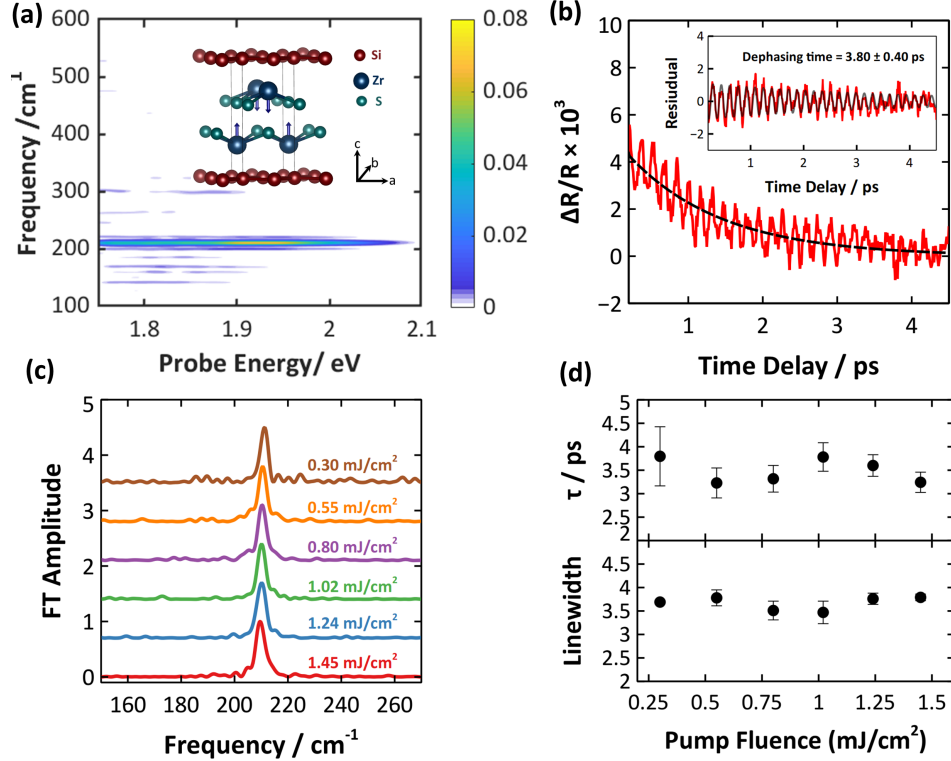 (a)
Frequency /cm⁻¹
600
500
400
300
200
100
1.8
1.9
2
2.1
Probe Energy/ eV
Si
Zr
S
c
b
a
0.08
0.06
0.04
0.02
0
(b)
ΔR/R × 10³
6
4
2
0
−2
1
2
3
4
Time Delay / ps
Resiudual
4
2
0
−2
Dephasing time = 3.80 ± 0.40 ps
1
2
3
4
Time Delay / ps
(c)
FT Amplitude
5
4
3
2
1
0
0.30 mJ/cm²
0.55 mJ/cm²
0.80 mJ/cm²
1.02 mJ/cm²
1.24 mJ/cm²
1.45 mJ/cm²
160
180
200
220
240
260
Frequency / cm⁻¹
(d)
τ / ps
5
4.5
4
3.5
3
2.5
2
Linewidth
4.5
4
3.5
3
2.5
2
0.25
0.5
0.75
1
1.25
1.5
Pump Fluence (mJ/cm²)